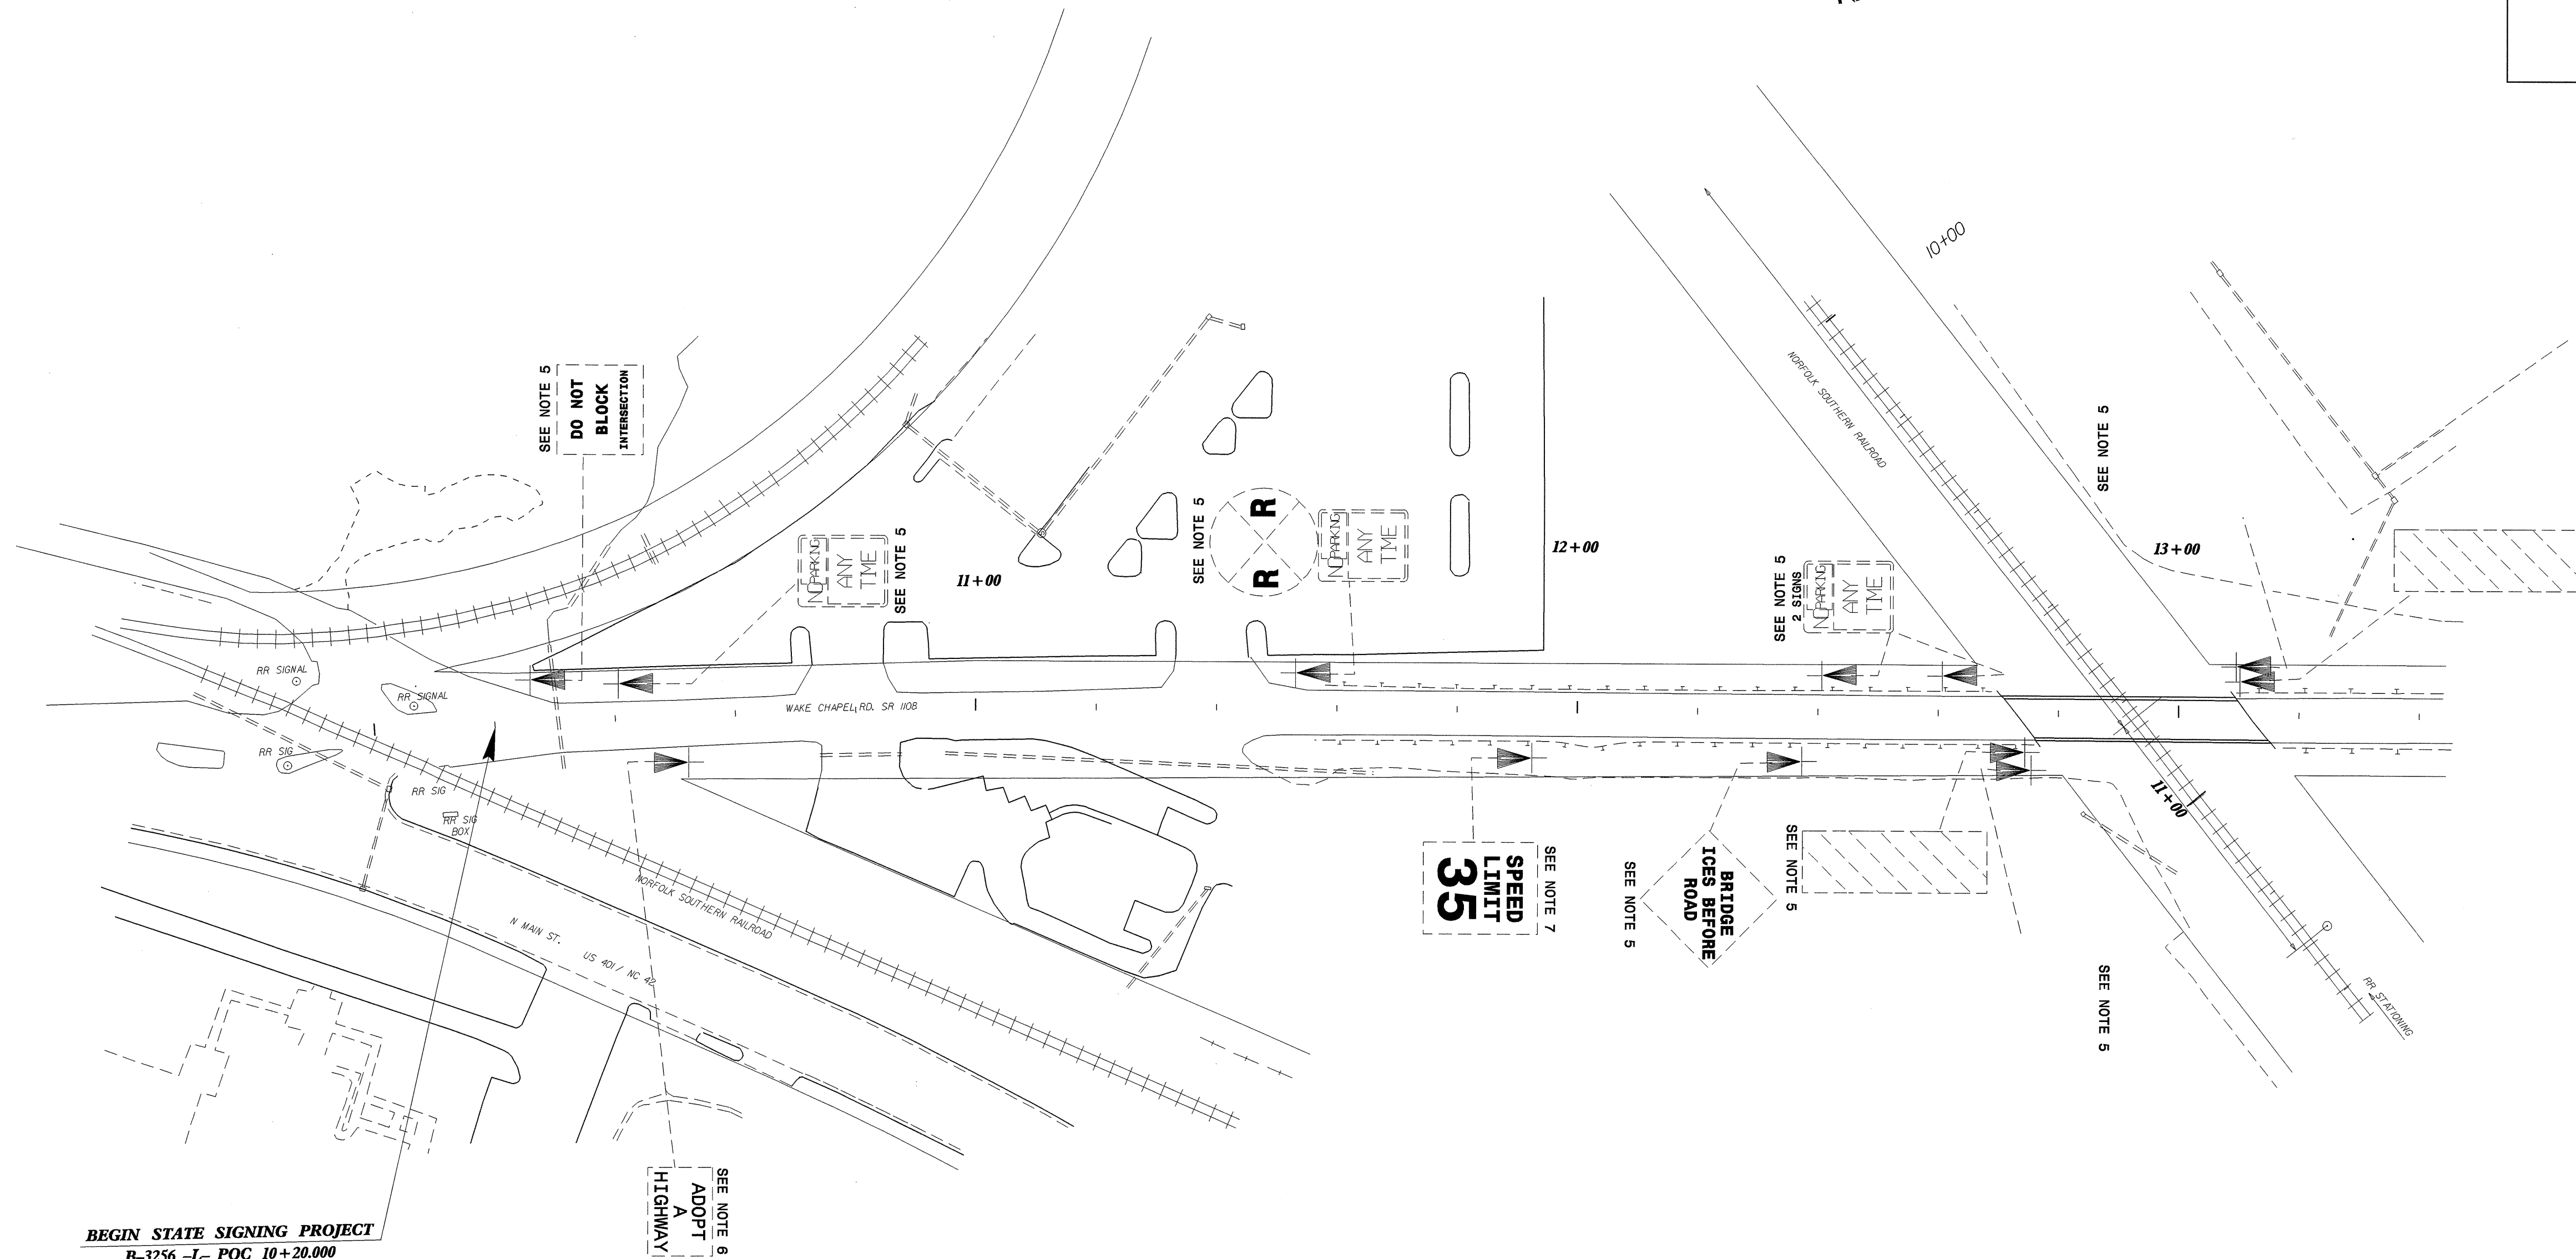 10+00
NORFOLK SOUTHERN RAILROAD
SEE NOTE 5
DO NOT
BLOCK
INTERSECTION
SEE NOTE 5
SEE NOTE 5
R
R
NO PARKING
ANY
TIME
12+00
13+00
NO PARKING
ANY
TIME
SEE NOTE 5
11+00
SEE NOTE 5
2 SIGNS
NO PARKING
ANY
TIME
RR SIGNAL
RR SIGNAL
WAKE CHAPEL RD. SR 1108
RR SIG
RR SIG
RR SIG
BOX
11+00
SPEED
LIMIT
35
SEE NOTE 7
SEE NOTE 5
BRIDGE
ICES BEFORE
ROAD
SEE NOTE 5
NORFOLK SOUTHERN RAILROAD
N MAIN ST.
US 401 / NC 42
SEE NOTE 5
RR STATIONING
ADOPT
A
HIGHWAY
SEE NOTE 6
BEGIN STATE SIGNING PROJECT
B-3256 -L- POC 10+20.000